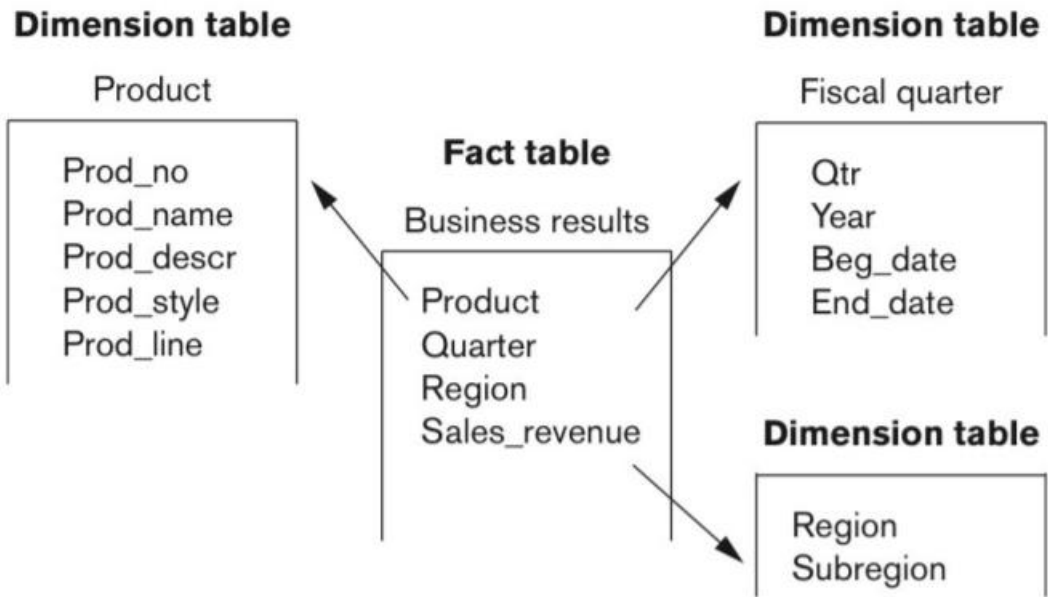 Dimension table
Product
Prod_no
Prod_name
Prod_descr
Prod_style
Prod_line
Fact table
Business results
Product
Quarter
Region
Sales_revenue
Dimension table
Fiscal quarter
Qtr
Year
Beg_date
End_date
Dimension table
Region
Subregion